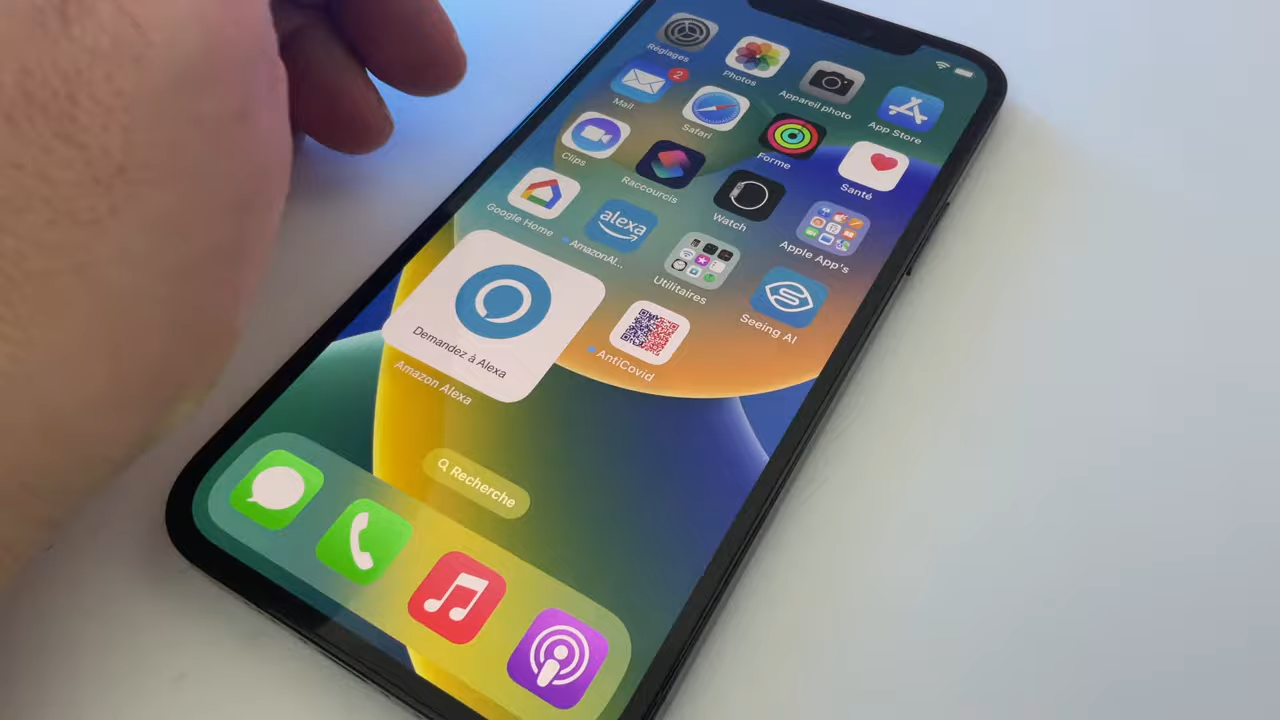 Réglages
Photos
Appareil photo
App Store
Mail
2
Safari
Forme
Santé
Clips
Raccourcis
Watch
Apple App's
Google Home
alexa
AmazonAl...
Utilitaires
Seeing AI
Demandez à Alexa
Amazon Alexa
AntiCovid
Recherche